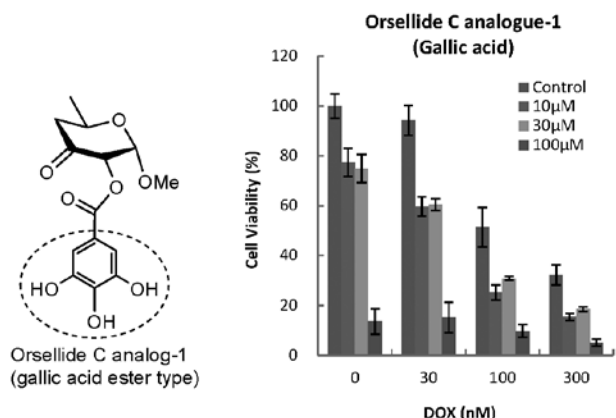 O
O
OMe
O
O
HO
OH
OH
Orsellide C analog-1
(gallic acid ester type)
Orsellide C analogue-1
(Gallic acid)
Control
10µM
30µM
100µM
Cell Viability (%)
120
100
80
60
40
20
0
0 30 100 300
DOX (nM)